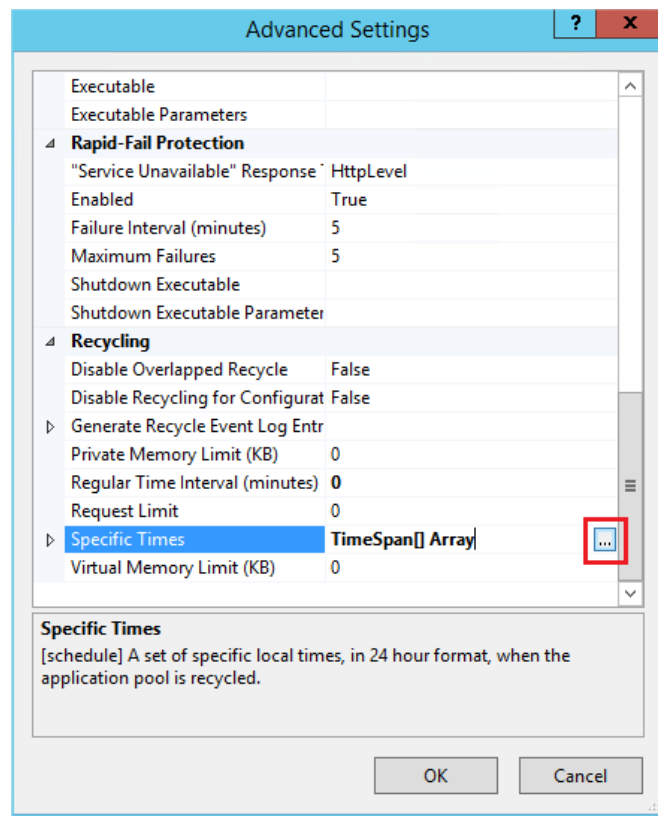 Advanced Settings
? x
Executable
Executable Parameters
Rapid-Fail Protection
"Service Unavailable" Response HttpLevel
Enabled True
Failure Interval (minutes) 5
Maximum Failures 5
Shutdown Executable
Shutdown Executable Parameter
Recycling
Disable Overlapped Recycle False
Disable Recycling for Configurat False
Generate Recycle Event Log Entr
Private Memory Limit (KB) 0
Regular Time Interval (minutes) 0
Request Limit 0
Specific Times TimeSpan[] Array ...
Virtual Memory Limit (KB) 0
Specific Times
[schedule] A set of specific local times, in 24 hour format, when the
application pool is recycled.
OK Cancel